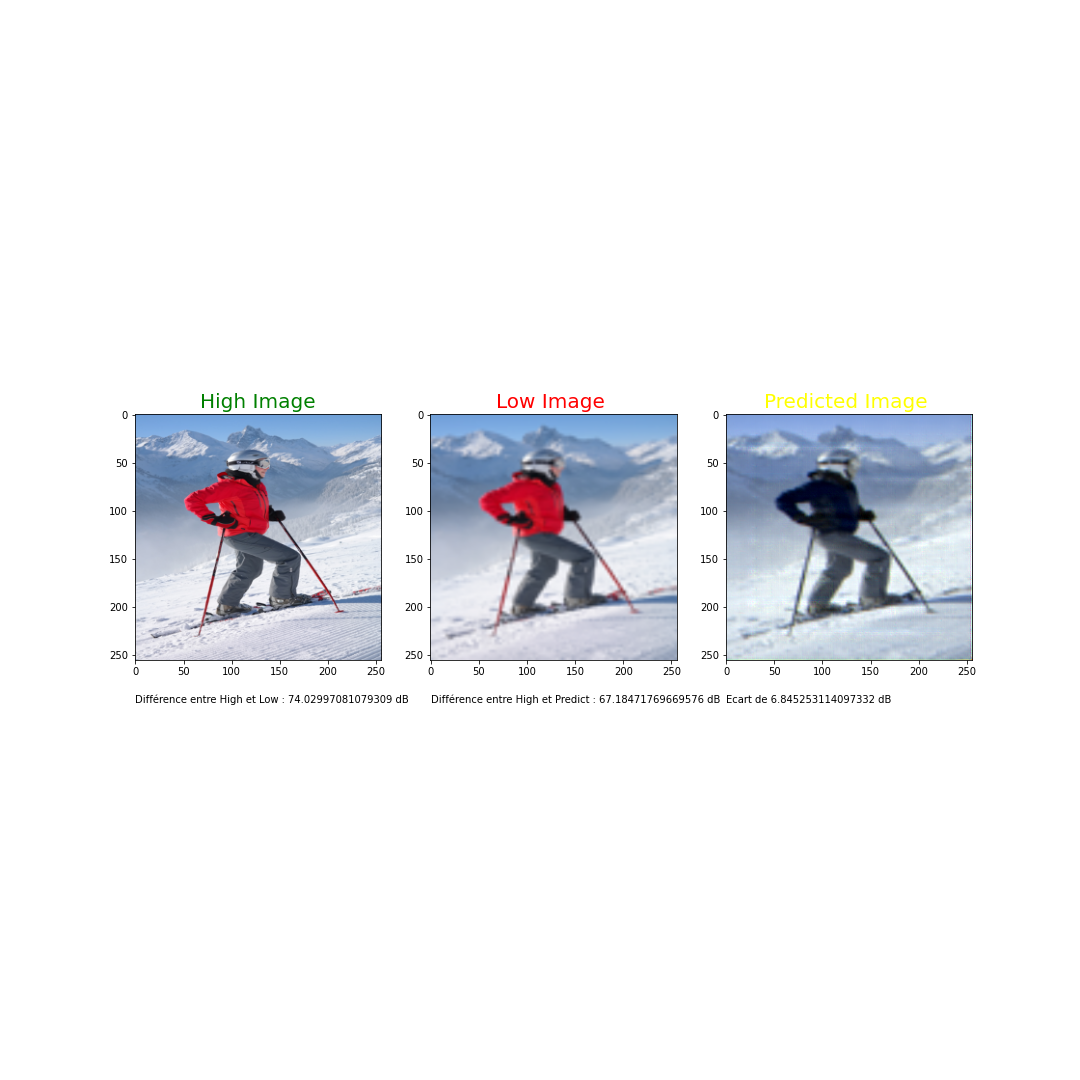 High Image
Low Image
Predicted Image
0
50
100
150
200
250
0 50 100 150 200 250
0
50
100
150
200
250
0 50 100 150 200 250
0
50
100
150
200
250
0 50 100 150 200 250
Différence entre High et Low : 74.02997081079309 dB
Différence entre High et Predict : 67.18471769669576 dB
Ecart de 6.845253114097332 dB